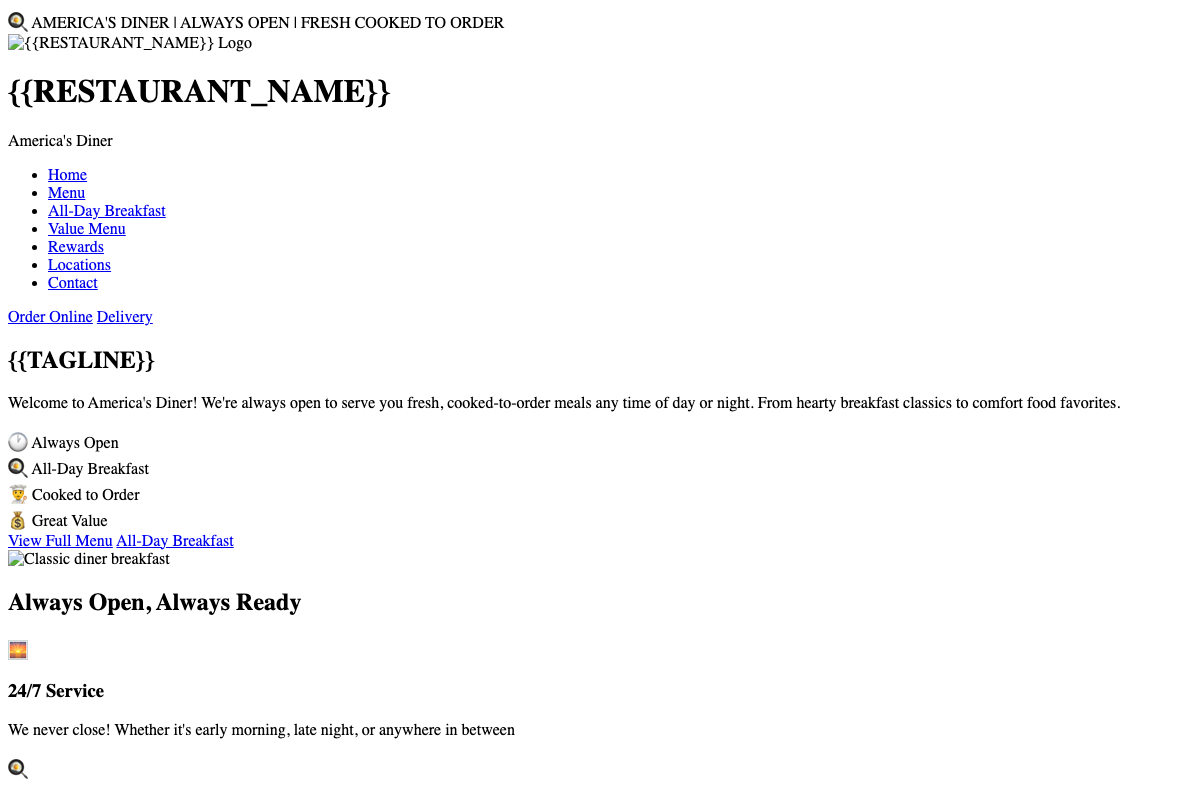 AMERICA'S DINER | ALWAYS OPEN | FRESH COOKED TO ORDER
{{RESTAURANT_NAME}} Logo
{{RESTAURANT_NAME}}
America's Diner
Home
Menu
All-Day Breakfast
Value Menu
Rewards
Locations
Contact
Order Online Delivery
{{TAGLINE}}
Welcome to America's Diner! We're always open to serve you fresh, cooked-to-order meals any time of day or night. From hearty breakfast classics to comfort food favorites.
Always Open
All-Day Breakfast
Cooked to Order
Great Value
View Full Menu All-Day Breakfast
Classic diner breakfast
Always Open, Always Ready
24/7 Service
We never close! Whether it's early morning, late night, or anywhere in between